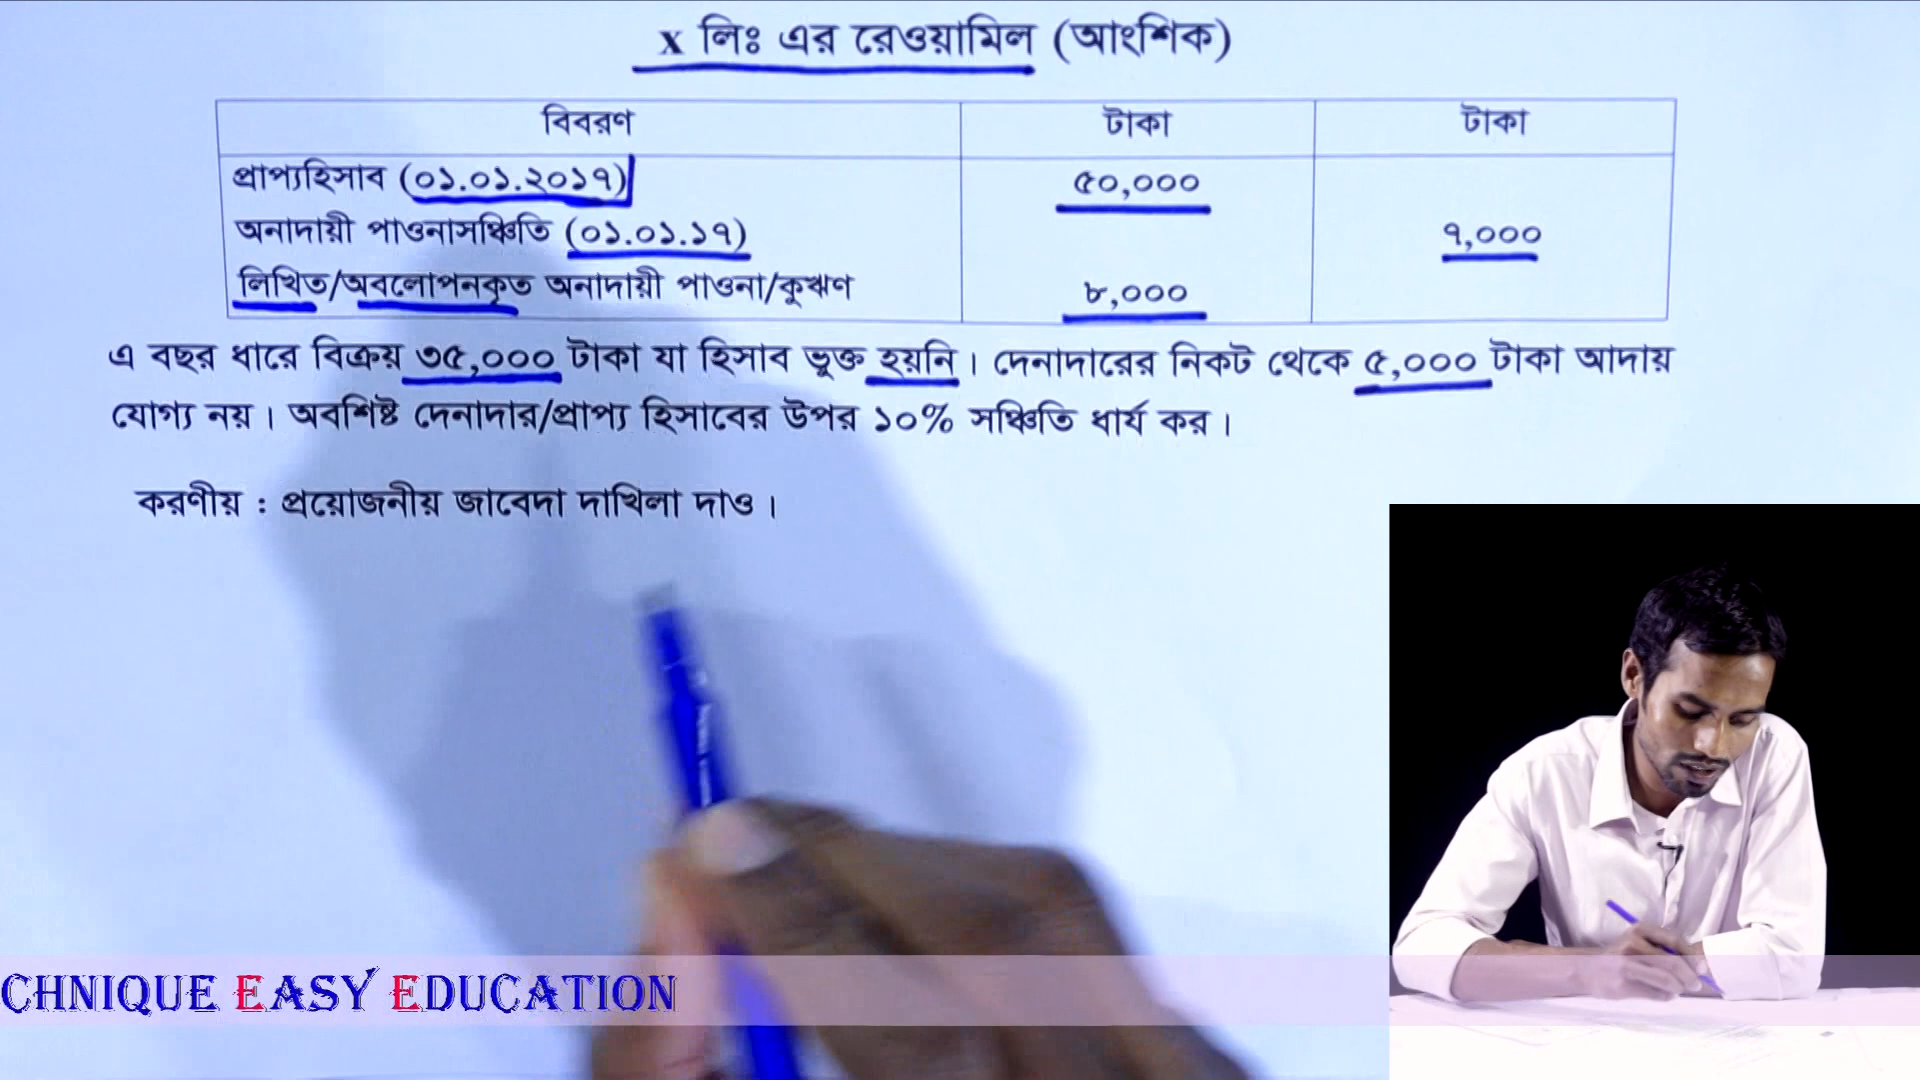 x লিঃ এর রেওয়ামিল (আংশিক)
বিবরণ টাকা টাকা
প্রাপ্যহিসাব (০১.০১.২০১৭) ৫০,০০০
অনাদায়ী পাওনাসঞ্চিতি (০১.০১.১৭) ৭,০০০
লিখিত/অবলোপনকৃত অনাদায়ী পাওনা/কুঋণ ৮,০০০
এ বছর ধারে বিক্রয় ৩৫,০০০ টাকা যা হিসাব ভুক্ত হয়নি। দেনাদারের নিকট থেকে ৫,০০০ টাকা আদায়
যোগ্য নয়। অবশিষ্ট দেনাদার/প্রাপ্য হিসাবের উপর ১০% সঞ্চিতি ধার্য কর।
করণীয় : প্রয়োজনীয় জাবেদা দাখিলা দাও।
CHNIQUE EASY EDUCATION